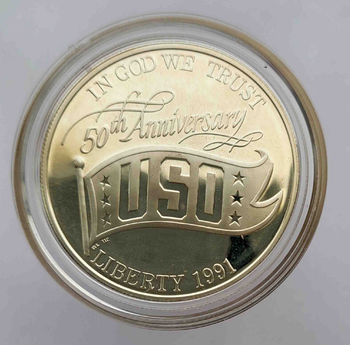 IN GOD WE TRUST
50th Anniversary
USO
LIBERTY 1991